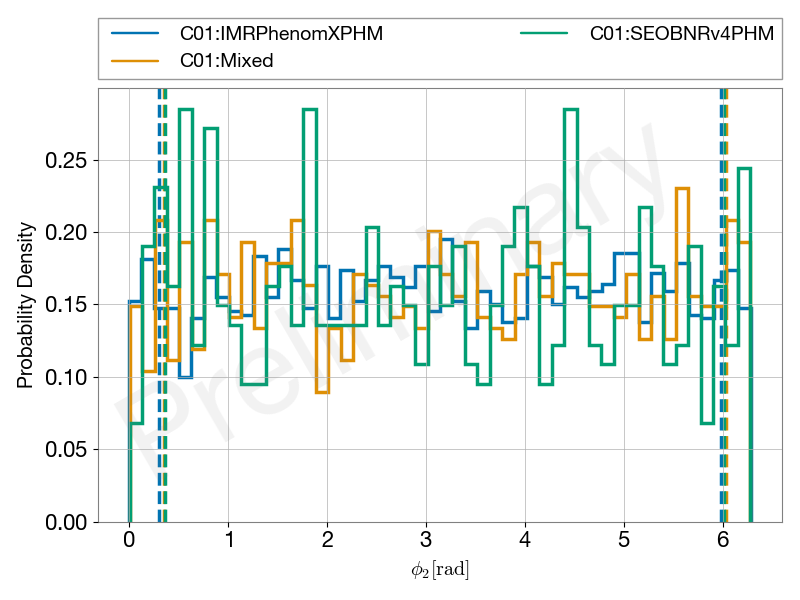 C01:IMRPhenomXPHM
C01:Mixed
C01:SEOBNRv4PHM
Preliminary
Probability Density
0.25
0.20
0.15
0.10
0.05
0.00
0 1 2 3 4 5 6
ϕ₂[rad]